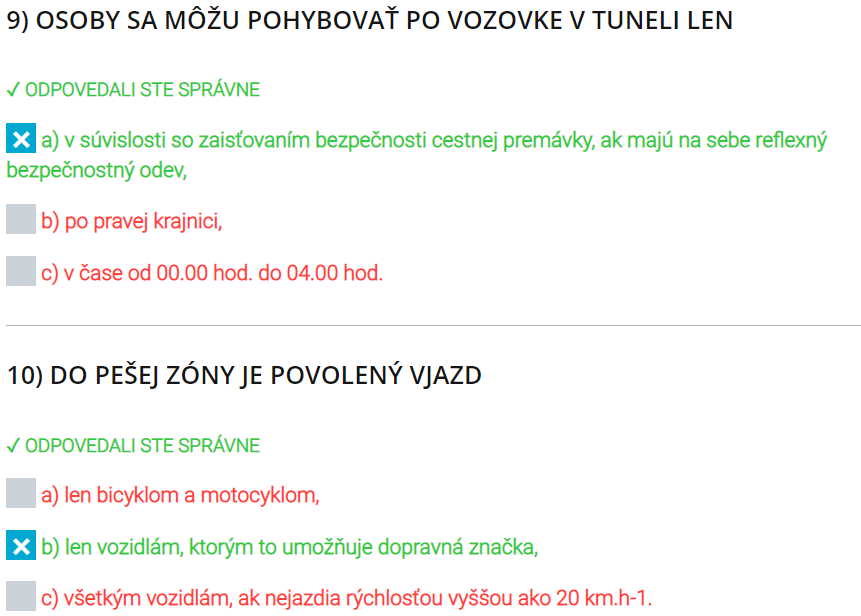 9) OSOBY SA MÔŽU POHYBOVAŤ PO VOZOVKE V TUNELI LEN
✓ ODPOVEDALI STE SPRÁVNE
a) v súvislosti so zaisťovaním bezpečnosti cestnej premávky, ak majú na sebe reflexný
bezpečnostný odev,
b) po pravej krajnici,
c) v čase od 00.00 hod. do 04.00 hod.
10) DO PEŠEJ ZÓNY JE POVOLENÝ VJAZD
✓ ODPOVEDALI STE SPRÁVNE
a) len bicyklom a motocyklom,
b) len vozidlám, ktorým to umožňuje dopravná značka,
c) všetkým vozidlám, ak nejazdia rýchlosťou vyššou ako 20 km.h-1.